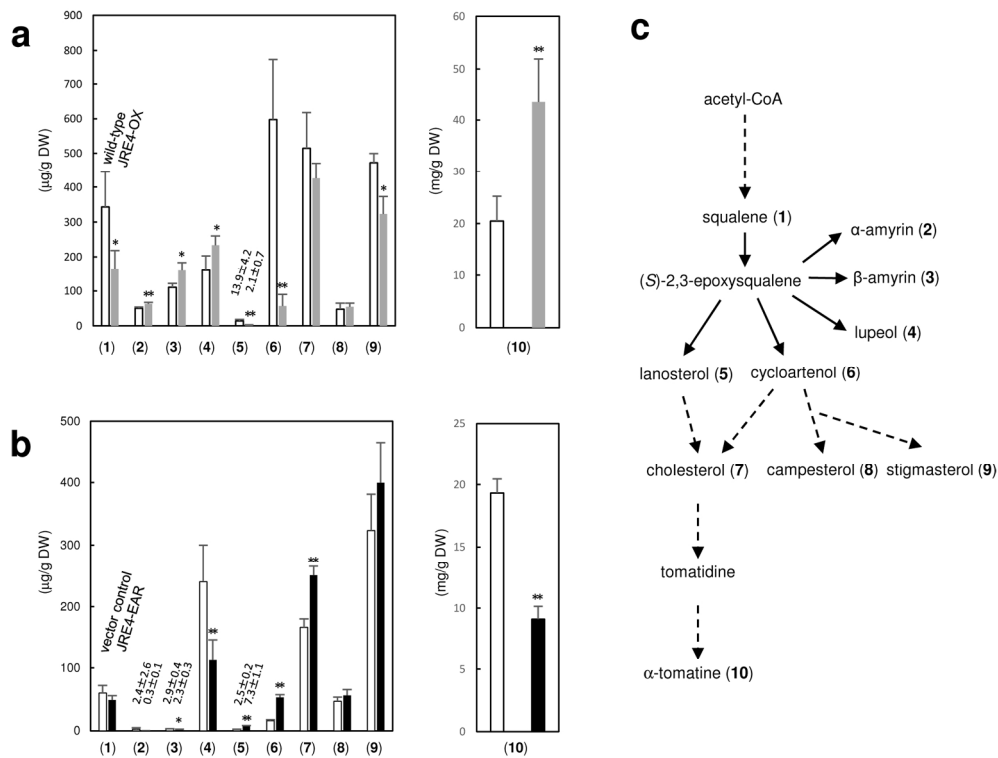 a
900
800
700
600
500
400
300
200
100
0
(µg/g DW)
wild-type
JRE4-OX
*
**
*
*
13.9±4.2
2.1±0.7
**
**
*
(1) (2) (3) (4) (5) (6) (7) (8) (9)
60
50
40
30
20
10
0
(mg/g DW)
**
(10)
b
500
400
300
200
100
0
(µg/g DW)
vector control
JRE4-EAR
2.4±2.6
0.3±0.1
2.9±0.4
2.3±0.3
*
**
2.5±0.2
7.3±1.1
**
**
**
(1) (2) (3) (4) (5) (6) (7) (8) (9)
25
20
15
10
5
0
(mg/g DW)
**
(10)
c
acetyl-CoA
squalene (1)
(S)-2,3-epoxysqualene
α-amyrin (2)
β-amyrin (3)
lupeol (4)
lanosterol (5) cycloartenol (6)
cholesterol (7) campesterol (8) stigmasterol (9)
tomatidine
α-tomatine (10)